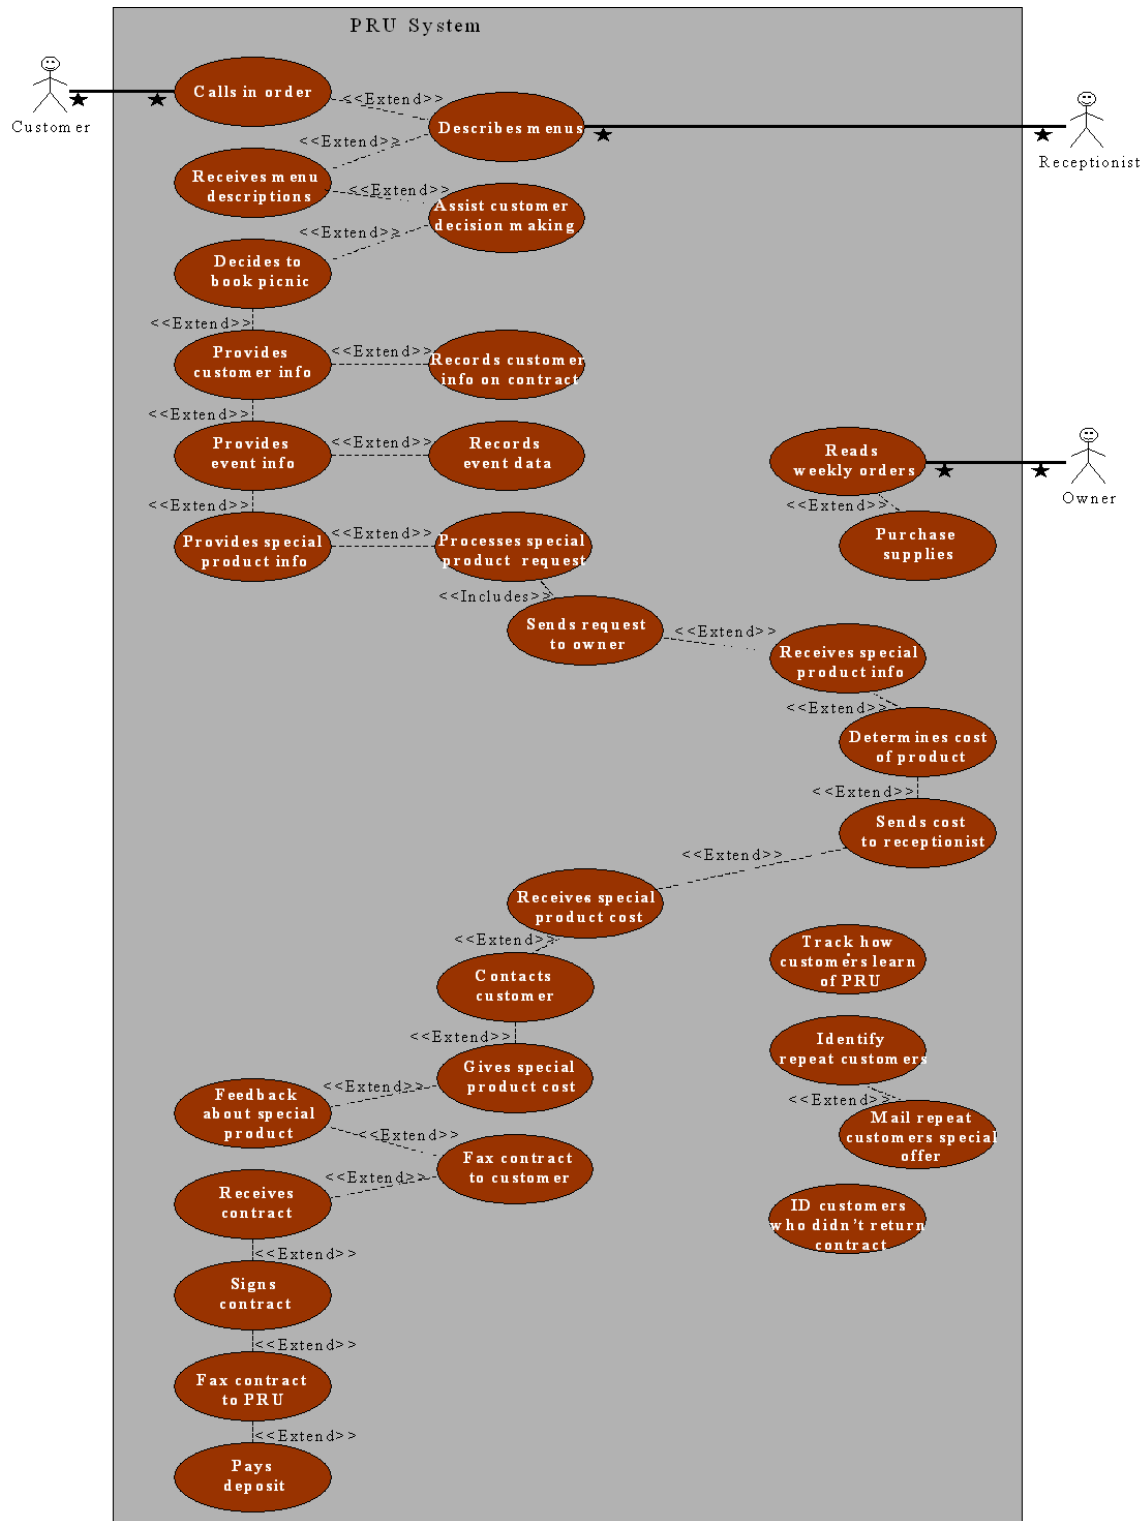 PRU System
Calls in order
<<Extend>>
Describes menus
Customer
Receptionist
<<Extend>>
Receives menu
descriptions
<<Extend>>
Assist customer
decision making
<<Extend>>
Decides to
book picnic
<<Extend>>
Provides
customer info
<<Extend>>
Records customer
info on contract
<<Extend>>
Provides
event info
<<Extend>>
Records
event data
Reads
weekly orders
Owner
<<Extend>>
<<Extend>>
Purchase
supplies
Provides special
product info
<<Extend>>
Processes special
product request
<<Includes>>
Sends request
to owner
<<Extend>>
Receives special
product info
<<Extend>>
Determines cost
of product
<<Extend>>
Sends cost
to receptionist
<<Extend>>
Receives special
product cost
<<Extend>>
Contacts
customer
<<Extend>>
Gives special
product cost
<<Extend>>
Feedback
about special
product
<<Extend>>
Fax contract
to customer
<<Extend>>
Receives
contract
<<Extend>>
Signs
contract
<<Extend>>
Fax contract
to PRU
<<Extend>>
Pays
deposit
Track how
customers learn
of PRU
Identify
repeat customers
<<Extend>>
Mail repeat
customers special
offer
ID customers
who didn't return
contract